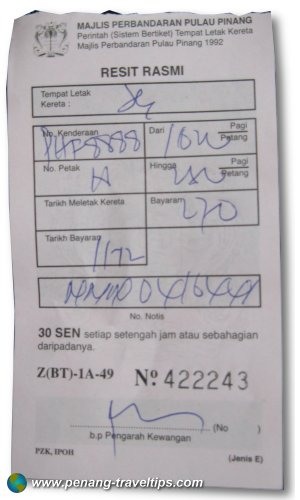 MAJLIS PERBANDARAN PULAU PINANG
Perintah (Sistem Bertiket) Tempat Letak Kereta
Majlis Perbandaran Pulau Pinang 1992
RESIT RASMI
Tempat Letak
Kereta :
No. Kenderaan
PHP8888
Dari
Pagi
Petang
No. Petak
Hingga
Pagi
Petang
Tarikh Meletak Kereta
Bayaran
270
Tarikh Bayaran
No. Notis
30 SEN setiap setengah jam atau sebahagian
daripadanya.
Z(BT)-1A-49 No. 422243
(No )
b.p Pengarah Kewangan
PZK, IPOH
(Jenis E)
www.penang-traveltips.com